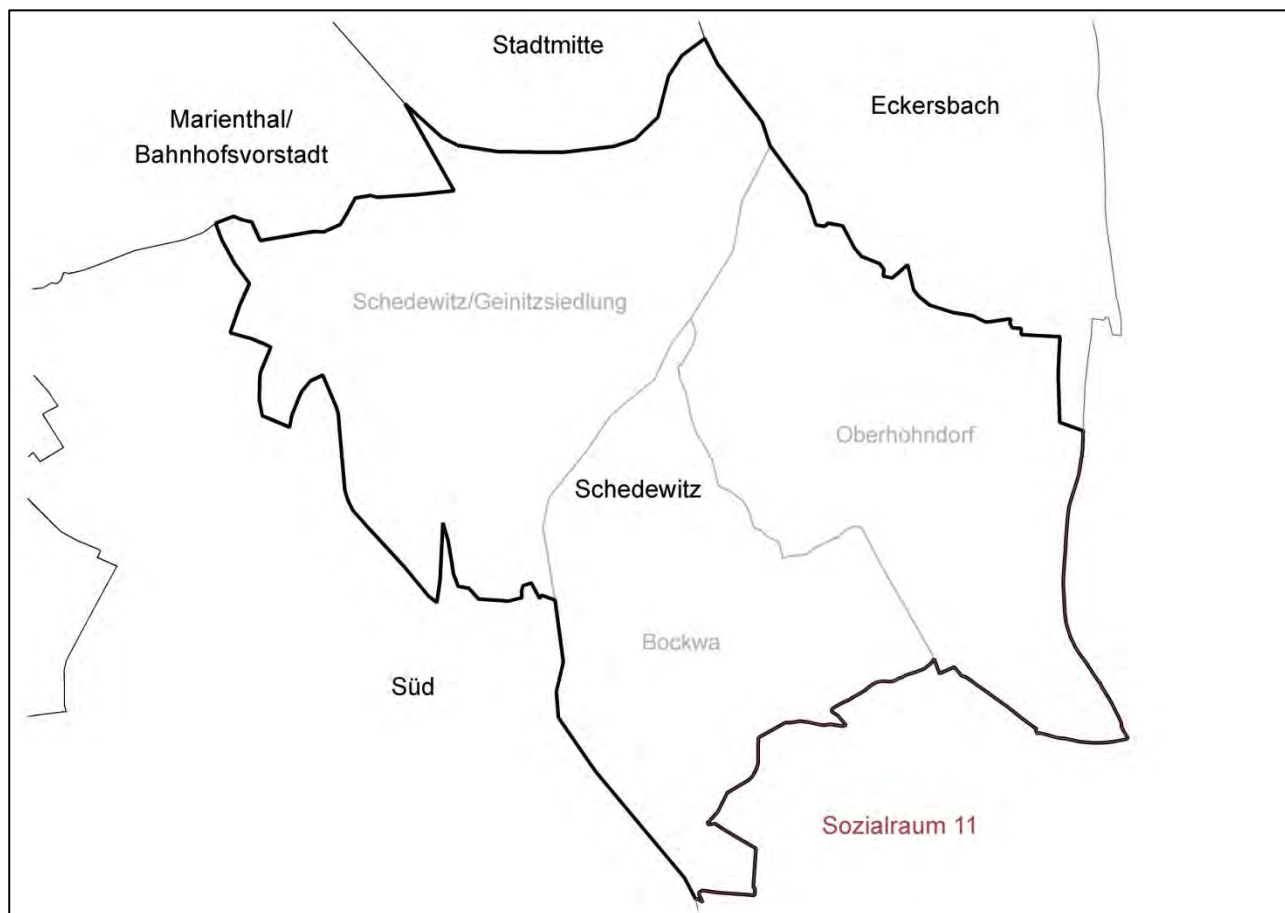 Stadtmitte
Eckersbach
Marienthal/
Bahnhofsvorstadt
Schedewitz/Geinitzsiedlung
Oberhohndorf
Schedewitz
Bockwa
Süd
Sozialraum 11